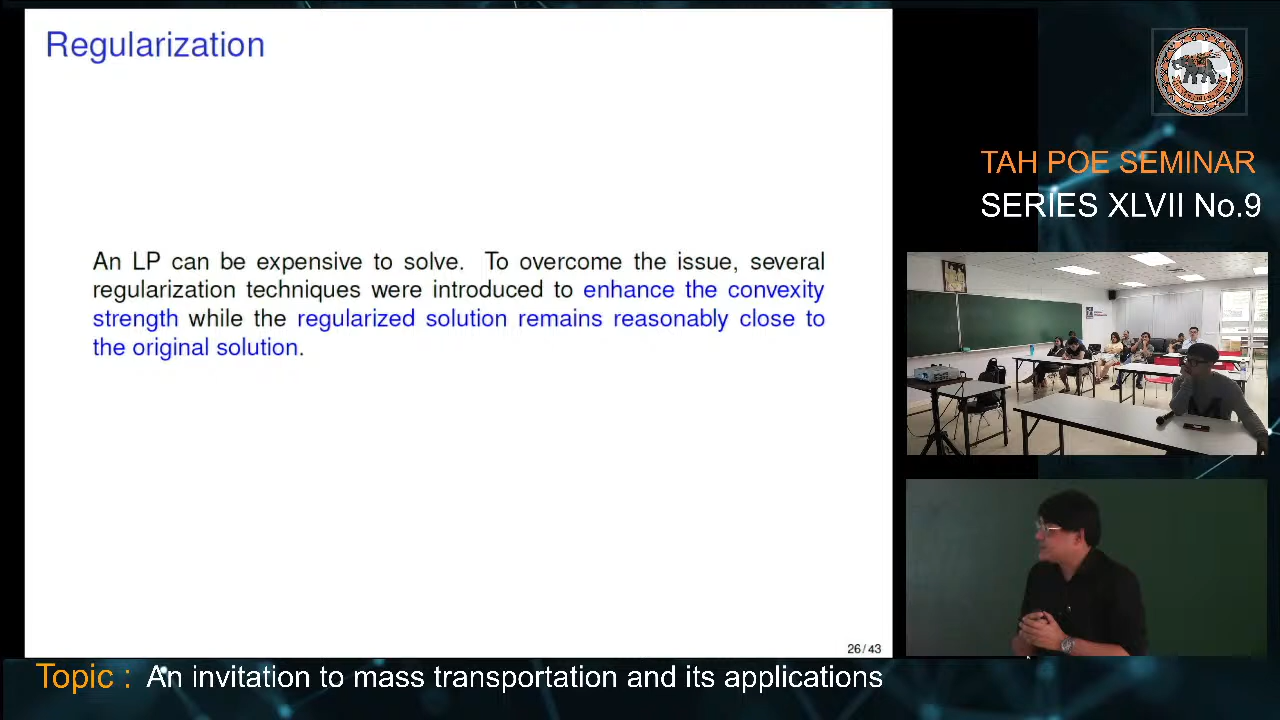 Regularization
An LP can be expensive to solve. To overcome the issue, several
regularization techniques were introduced to enhance the convexity
strength while the regularized solution remains reasonably close to
the original solution.
26/43
TAH POE SEMINAR
SERIES XLVII No.9
Topic : An invitation to mass transportation and its applications